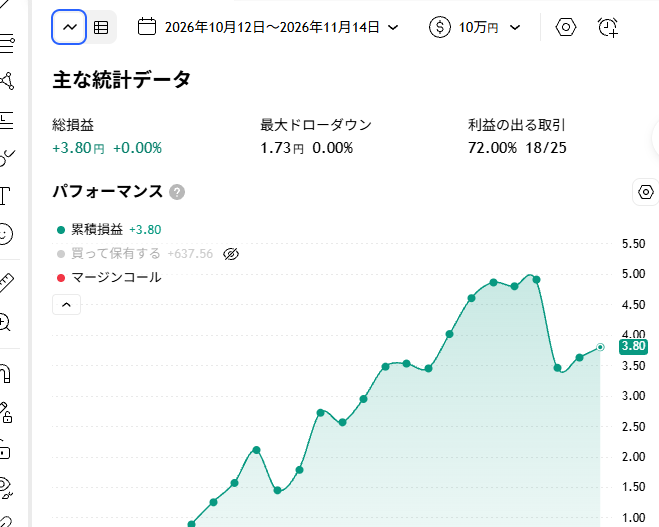 2026年10月12日～2026年11月14日 10万円
主な統計データ
総損益 最大ドローダウン 利益の出る取引
+3.80円 +0.00% 1.73円 0.00% 72.00% 18/25
パフォーマンス ?
累積損益 +3.80
買って保有する +637.56
マージンコール
5.50
5.00
4.50
4.00
3.80
3.50
3.00
2.50
2.00
1.50
1.00